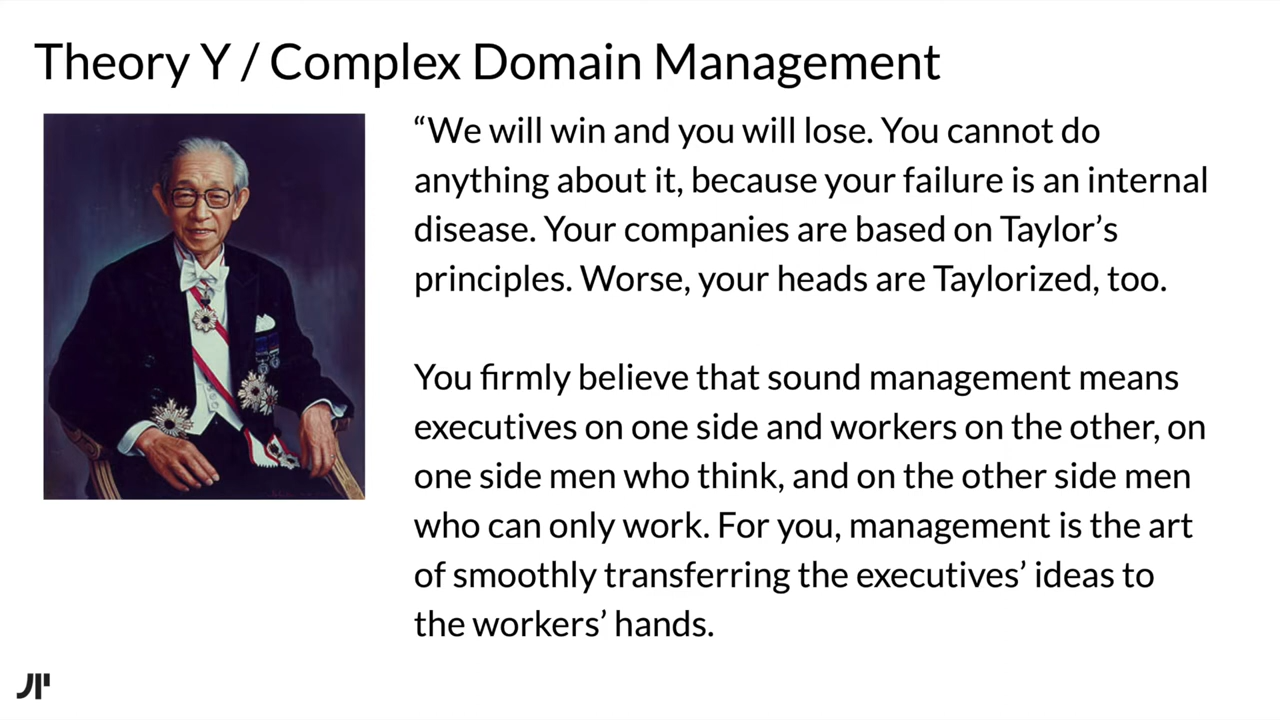 Theory Y / Complex Domain Management
“We will win and you will lose. You cannot do
anything about it, because your failure is an internal
disease. Your companies are based on Taylor’s
principles. Worse, your heads are Taylorized, too.
You firmly believe that sound management means
executives on one side and workers on the other, on
one side men who think, and on the other side men
who can only work. For you, management is the art
of smoothly transferring the executives’ ideas to
the workers’ hands.